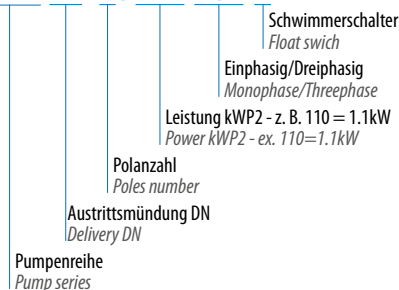 Schwimmerschalter
Float swich
Einphasig/Dreiphasig
Monophase/Threephase
Leistung kWP2 - z. B. 110 = 1.1kW
Power kWP2 - ex. 110=1.1kW
Polanzahl
Poles number
Austrittsmündung DN
Delivery DN
Pumpenreihe
Pump series